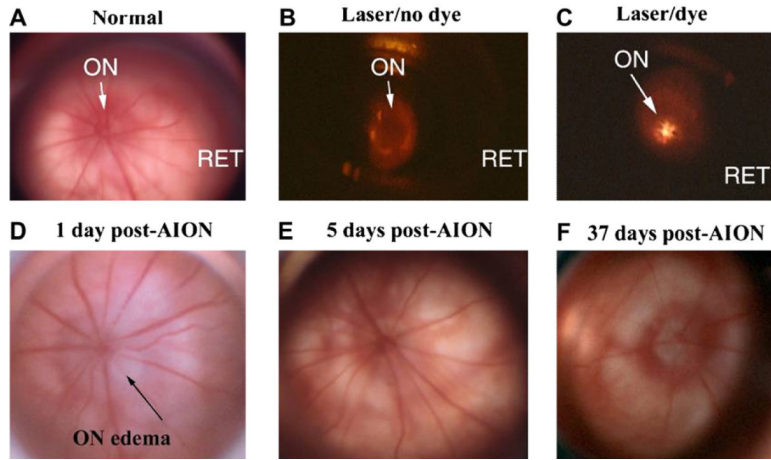 A Normal
B Laser/no dye
C Laser/dye
ON
RET
ON
RET
ON
RET
D 1 day post-AION
E 5 days post-AION
F 37 days post-AION
ON edema